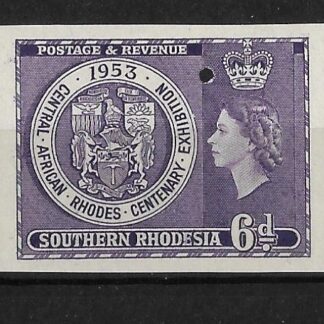 POSTAGE & REVENUE
· 1953 ·
CENTRAL · AFRICAN · RHODES · CENTENARY · EXHIBITION
SOUTHERN RHODESIA 6d.